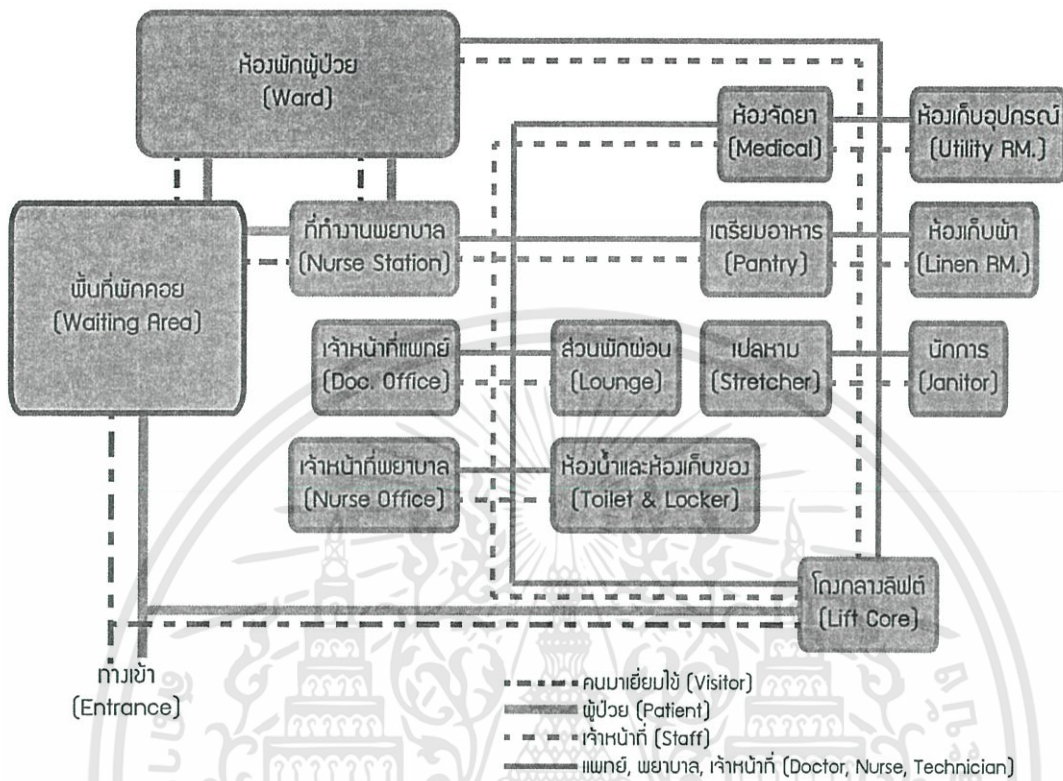 ห้องพักผู้ป่วย
(Ward)
ห้องจัดยา
(Medical)
ห้องเก็บอุปกรณ์
(Utility RM.)
พื้นที่พักคอย
(Waiting Area)
ที่ทำงานพยาบาล
(Nurse Station)
เตรียมอาหาร
(Pantry)
ห้องเก็บผ้า
(Linen RM.)
เจ้าหน้าที่แพทย์
(Doc. Office)
ส่วนพักผ่อน
(Lounge)
เปลหาม
(Stretcher)
นักการ
(Janitor)
เจ้าหน้าที่พยาบาล
(Nurse Office)
ห้องน้ำและห้องเก็บของ
(Toilet & Locker)
โถงกลางลิฟต์
(Lift Core)
ทางเข้า
(Entrance)
คนมาเยี่ยมไข้ (Visitor)
ผู้ป่วย (Patient)
เจ้าหน้าที่ (Staff)
แพทย์, พยาบาล, เจ้าหน้าที่ (Doctor, Nurse, Technician)